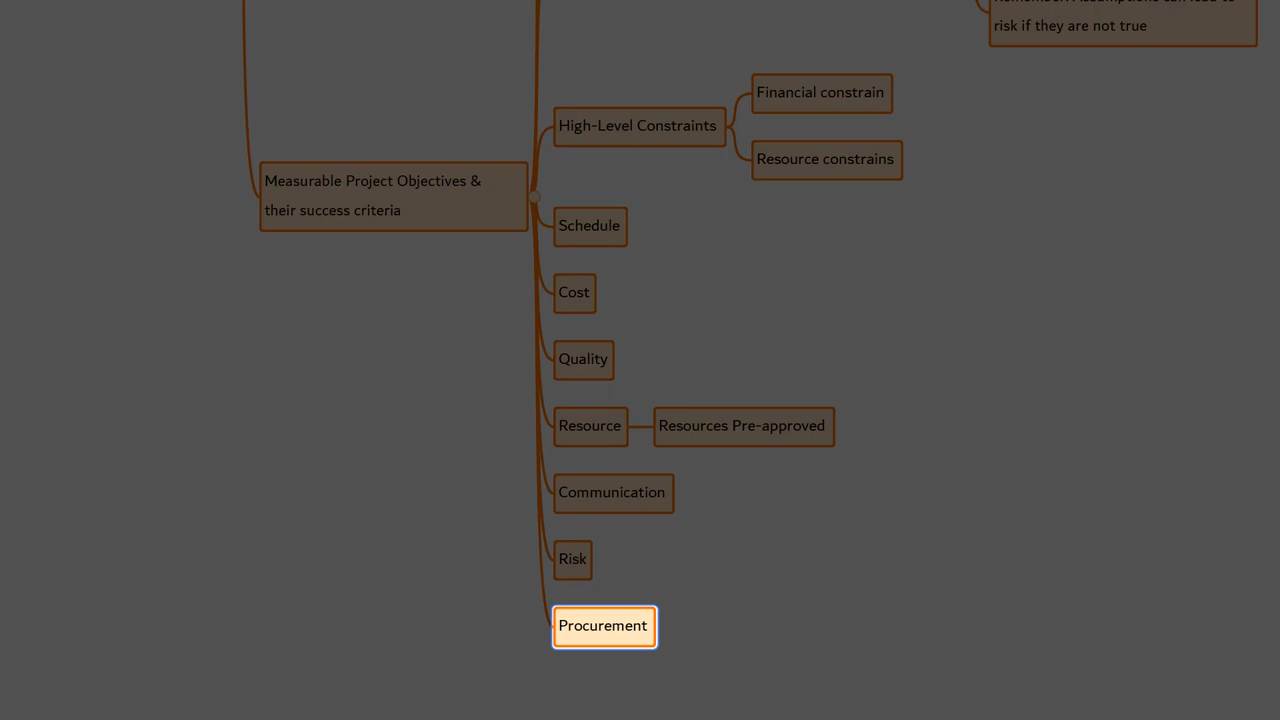 risk if they are not true
Financial constrain
High-Level Constraints
Resource constrains
Measurable Project Objectives &
their success criteria
Schedule
Cost
Quality
Resource
Resources Pre-approved
Communication
Risk
Procurement